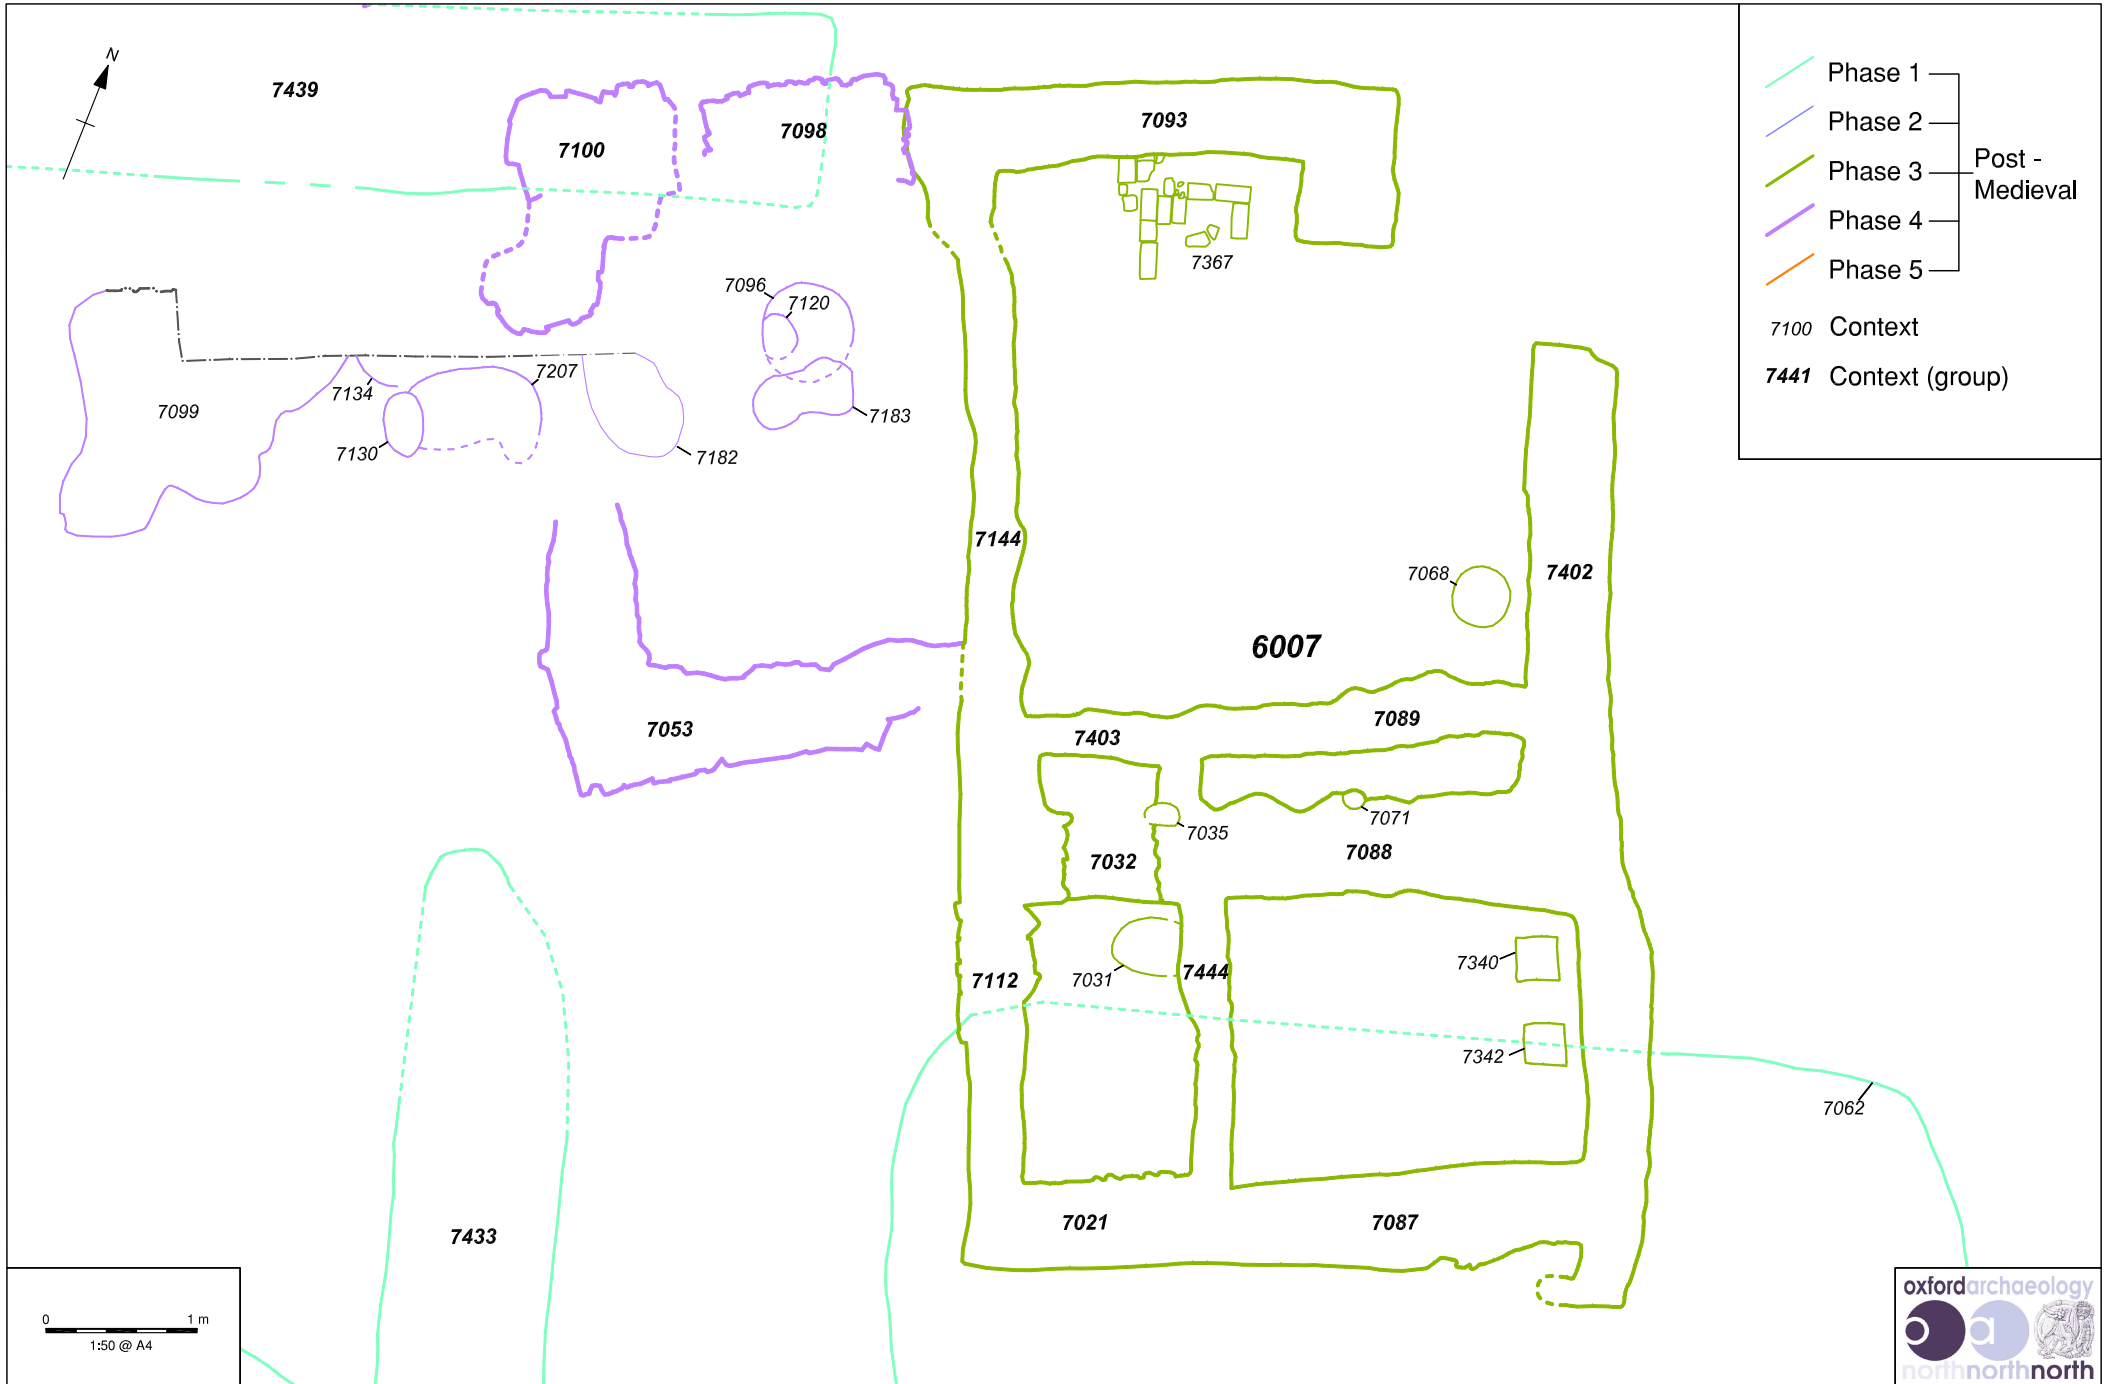 N
7439
7100
7098
7093
7367
7096
7120
7134
7207
7099
7130
7182
7183
7144
7068
7402
6007
7053
7403
7089
7035
7071
7032
7088
7112
7031
7444
7340
7342
7062
7433
7021
7087
Phase 1
Phase 2
Phase 3
Phase 4
Phase 5
Post -
Medieval
7100 Context
7441 Context (group)
0 1 m
1:50 @ A4
oxfordarchaeology
oa
northnorthnorth